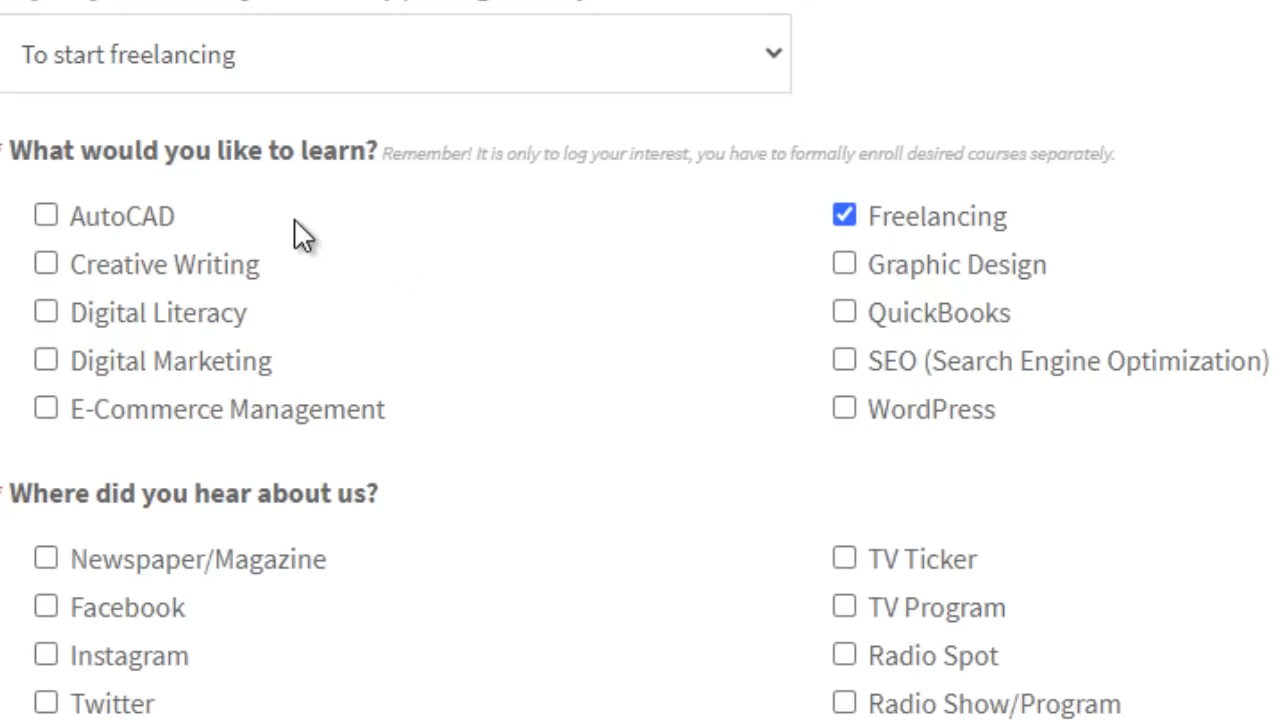 To start freelancing
* What would you like to learn? Remember! It is only to log your interest, you have to formally enroll desired courses separately.
AutoCAD
Creative Writing
Digital Literacy
Digital Marketing
E-Commerce Management
Freelancing
Graphic Design
QuickBooks
SEO (Search Engine Optimization)
WordPress
* Where did you hear about us?
Newspaper/Magazine
Facebook
Instagram
Twitter
TV Ticker
TV Program
Radio Spot
Radio Show/Program